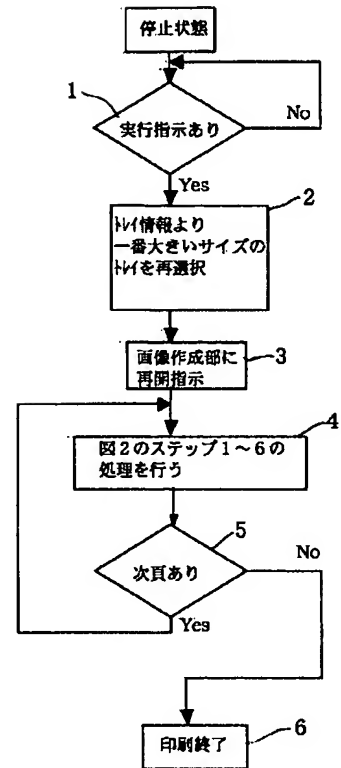 停止状態
1
実行指示あり
No
Yes
2
ﾄﾚｲ情報より
一番大きいサイズの
ﾄﾚｲを再選択
画像作成部に
再開指示
3
4
図2のステップ1～6の
処理を行う
5
次頁あり
No
Yes
印刷終了
6